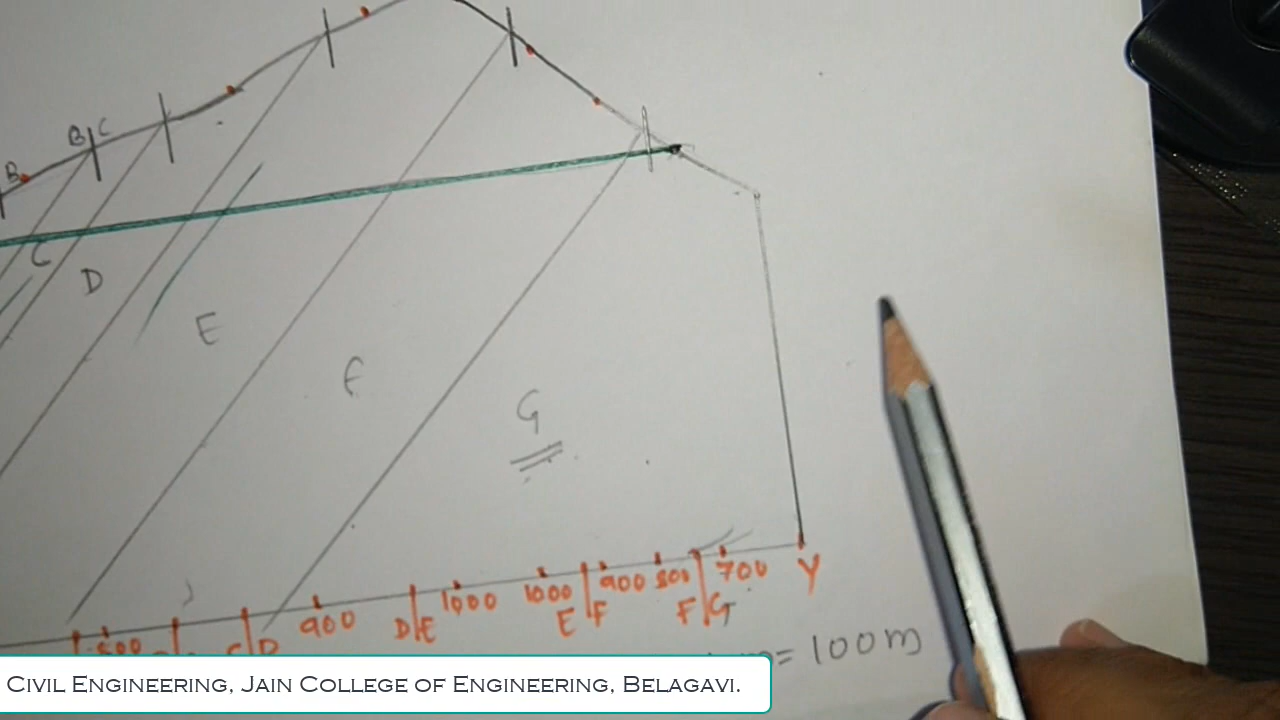 B C
B
C
D
E
F
G
1000 1000 900 800 700 Y
900 D E E F F G
C D
= 100m
Civil Engineering, Jain College of Engineering, Belagavi.